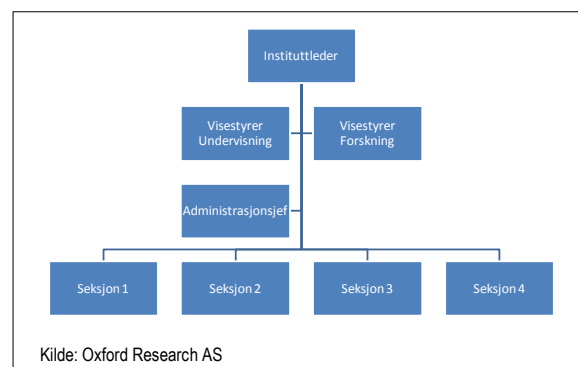 Instituttleder
Visestyrer
Undervisning
Visestyrer
Forskning
Administrasjonsjef
Seksjon 1
Seksjon 2
Seksjon 3
Seksjon 4
Kilde: Oxford Research AS